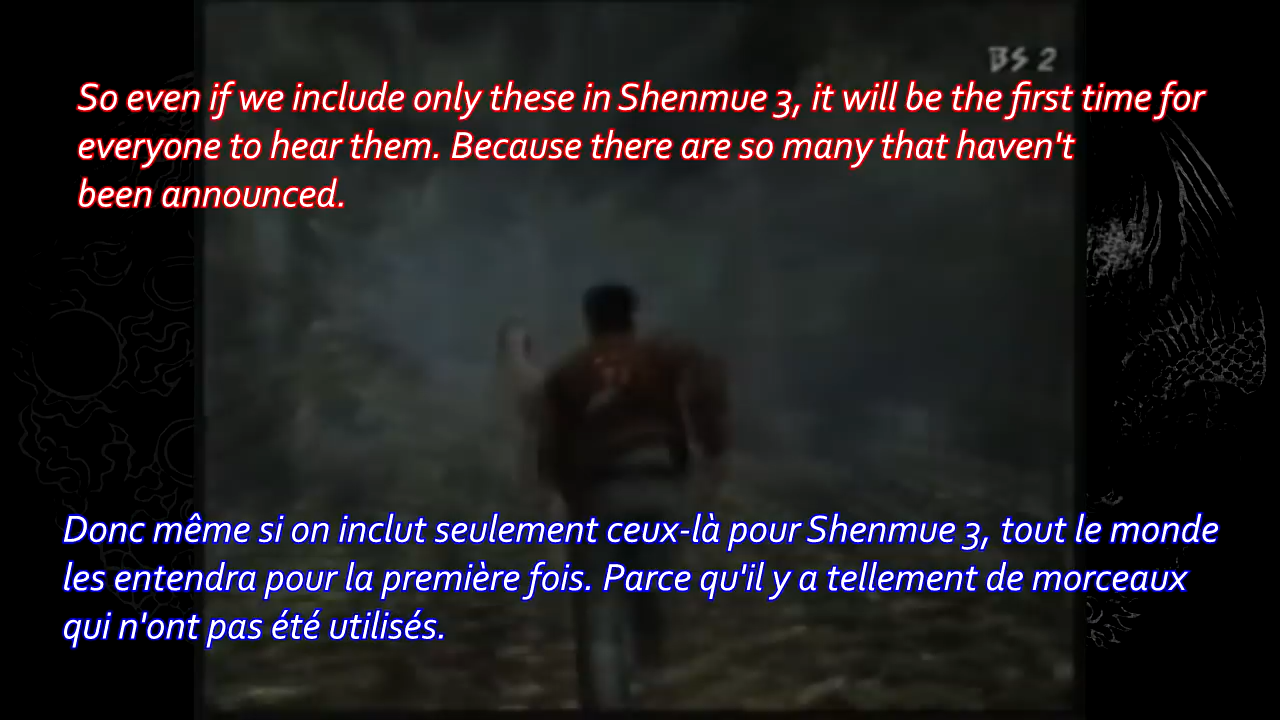 BS 2
So even if we include only these in Shenmue 3, it will be the first time for
everyone to hear them. Because there are so many that haven't
been announced.
Donc même si on inclut seulement ceux-là pour Shenmue 3, tout le monde
les entendra pour la première fois. Parce qu'il y a tellement de morceaux
qui n'ont pas été utilisés.